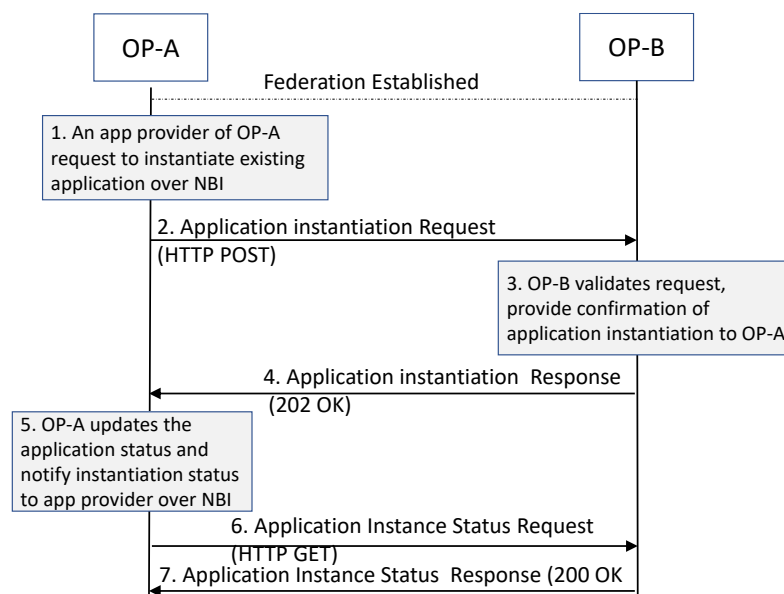 OP-A
OP-B
Federation Established
1. An app provider of OP-A
request to instantiate existing
application over NBI
2. Application instantiation Request
(HTTP POST)
3. OP-B validates request,
provide confirmation of
application instantiation to OP-A
4. Application instantiation Response
(202 OK)
5. OP-A updates the
application status and
notify instantiation status
to app provider over NBI
6. Application Instance Status Request
(HTTP GET)
7. Application Instance Status Response (200 OK